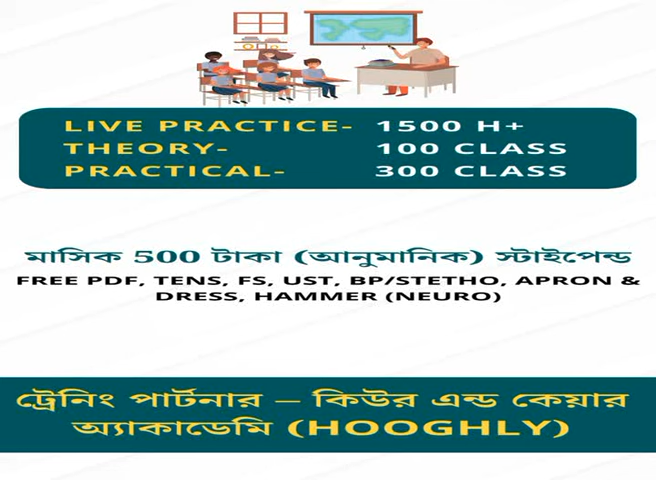 LIVE PRACTICE- 1500 H+
THEORY- 100 CLASS
PRACTICAL- 300 CLASS
মাসিক 500 টাকা (আনুমানিক) স্টাইপেন্ড
FREE PDF, TENS, FS, UST, BP/STETHO, APRON &
DRESS, HAMMER (NEURO)
ট্রেনিং পার্টনার – কিউর এন্ড কেয়ার
অ্যাকাডেমি (HOOGHLY)